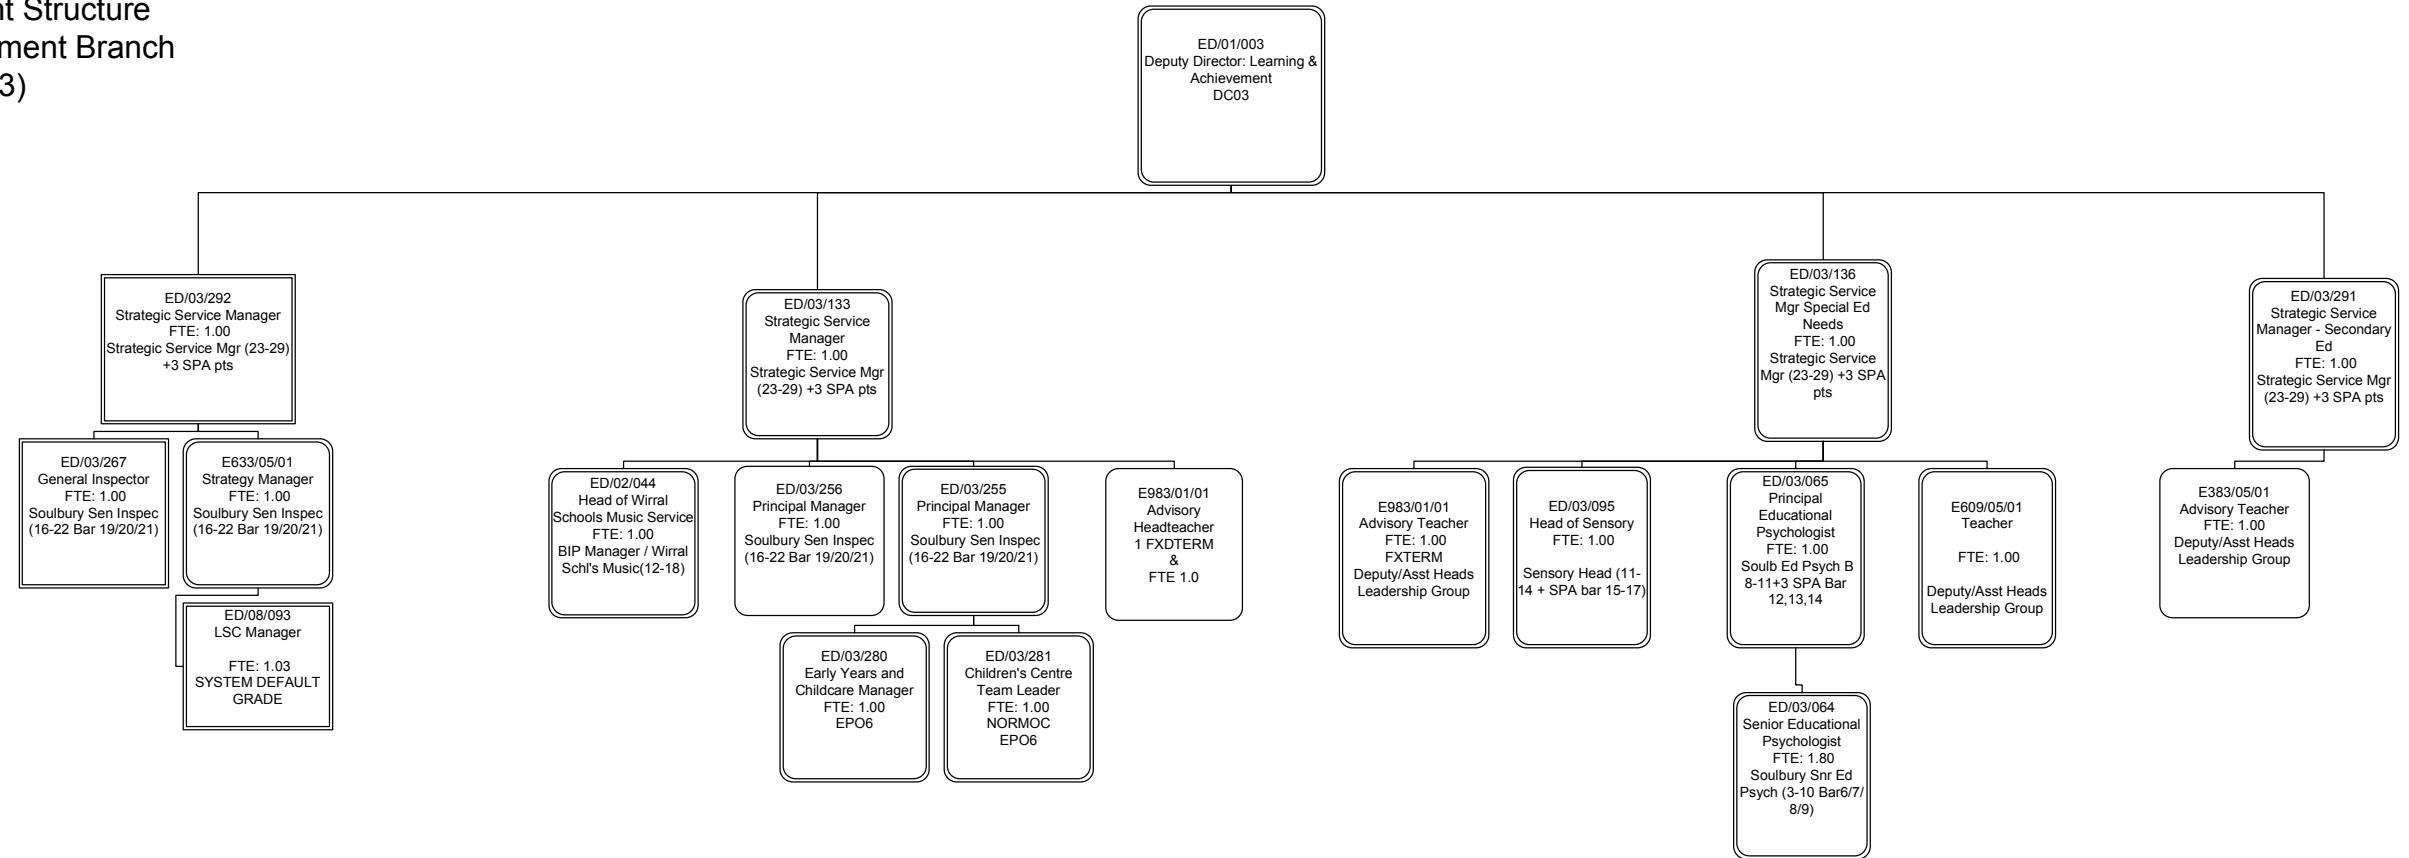 nt Structure
ment Branch
3)
ED/01/003
Deputy Director: Learning &
Achievement
DC03
ED/03/292
Strategic Service Manager
FTE: 1.00
Strategic Service Mgr (23-29)
+3 SPA pts
ED/03/133
Strategic Service
Manager
FTE: 1.00
Strategic Service Mgr
(23-29) +3 SPA pts
ED/03/136
Strategic Service
Mgr Special Ed
Needs
FTE: 1.00
Strategic Service
Mgr (23-29) +3 SPA
pts
ED/03/291
Strategic Service
Manager - Secondary
Ed
FTE: 1.00
Strategic Service Mgr
(23-29) +3 SPA pts
ED/03/267
General Inspector
FTE: 1.00
Soulbury Sen Inspec
(16-22 Bar 19/20/21)
E633/05/01
Strategy Manager
FTE: 1.00
Soulbury Sen Inspec
(16-22 Bar 19/20/21)
ED/02/044
Head of Wirral
Schools Music Service
FTE: 1.00
BIP Manager / Wirral
Schl's Music(12-18)
ED/03/256
Principal Manager
FTE: 1.00
Soulbury Sen Inspec
(16-22 Bar 19/20/21)
ED/03/255
Principal Manager
FTE: 1.00
Soulbury Sen Inspec
(16-22 Bar 19/20/21)
E983/01/01
Advisory
Headteacher
1 FXDTERM
&
FTE 1.0
E983/01/01
Advisory Teacher
FTE: 1.00
FXTERM
Deputy/Asst Heads
Leadership Group
ED/03/095
Head of Sensory
FTE: 1.00
Sensory Head (11-
14 + SPA bar 15-17)
ED/03/065
Principal
Educational
Psychologist
FTE: 1.00
Soulb Ed Psych B
8-11+3 SPA Bar
12,13,14
E609/05/01
Teacher
FTE: 1.00
Deputy/Asst Heads
Leadership Group
E383/05/01
Advisory Teacher
FTE: 1.00
Deputy/Asst Heads
Leadership Group
ED/08/093
LSC Manager
FTE: 1.03
SYSTEM DEFAULT
GRADE
ED/03/280
Early Years and
Childcare Manager
FTE: 1.00
EPO6
ED/03/281
Children's Centre
Team Leader
FTE: 1.00
NORMOC
EPO6
ED/03/064
Senior Educational
Psychologist
FTE: 1.80
Soulbury Snr Ed
Psych (3-10 Bar6/7/
8/9)